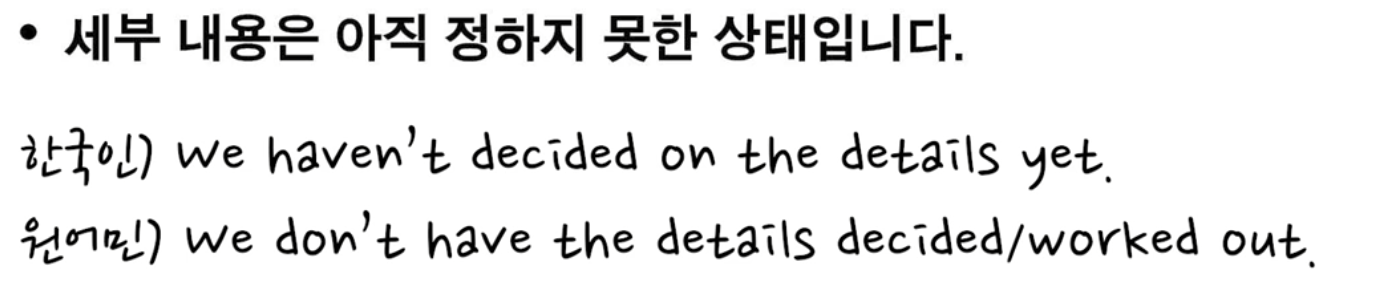 • 세부 내용은 아직 정하지 못한 상태입니다.
한국인) we haven't decided on the details yet.
원어민) we don't have the details decided/worked out.